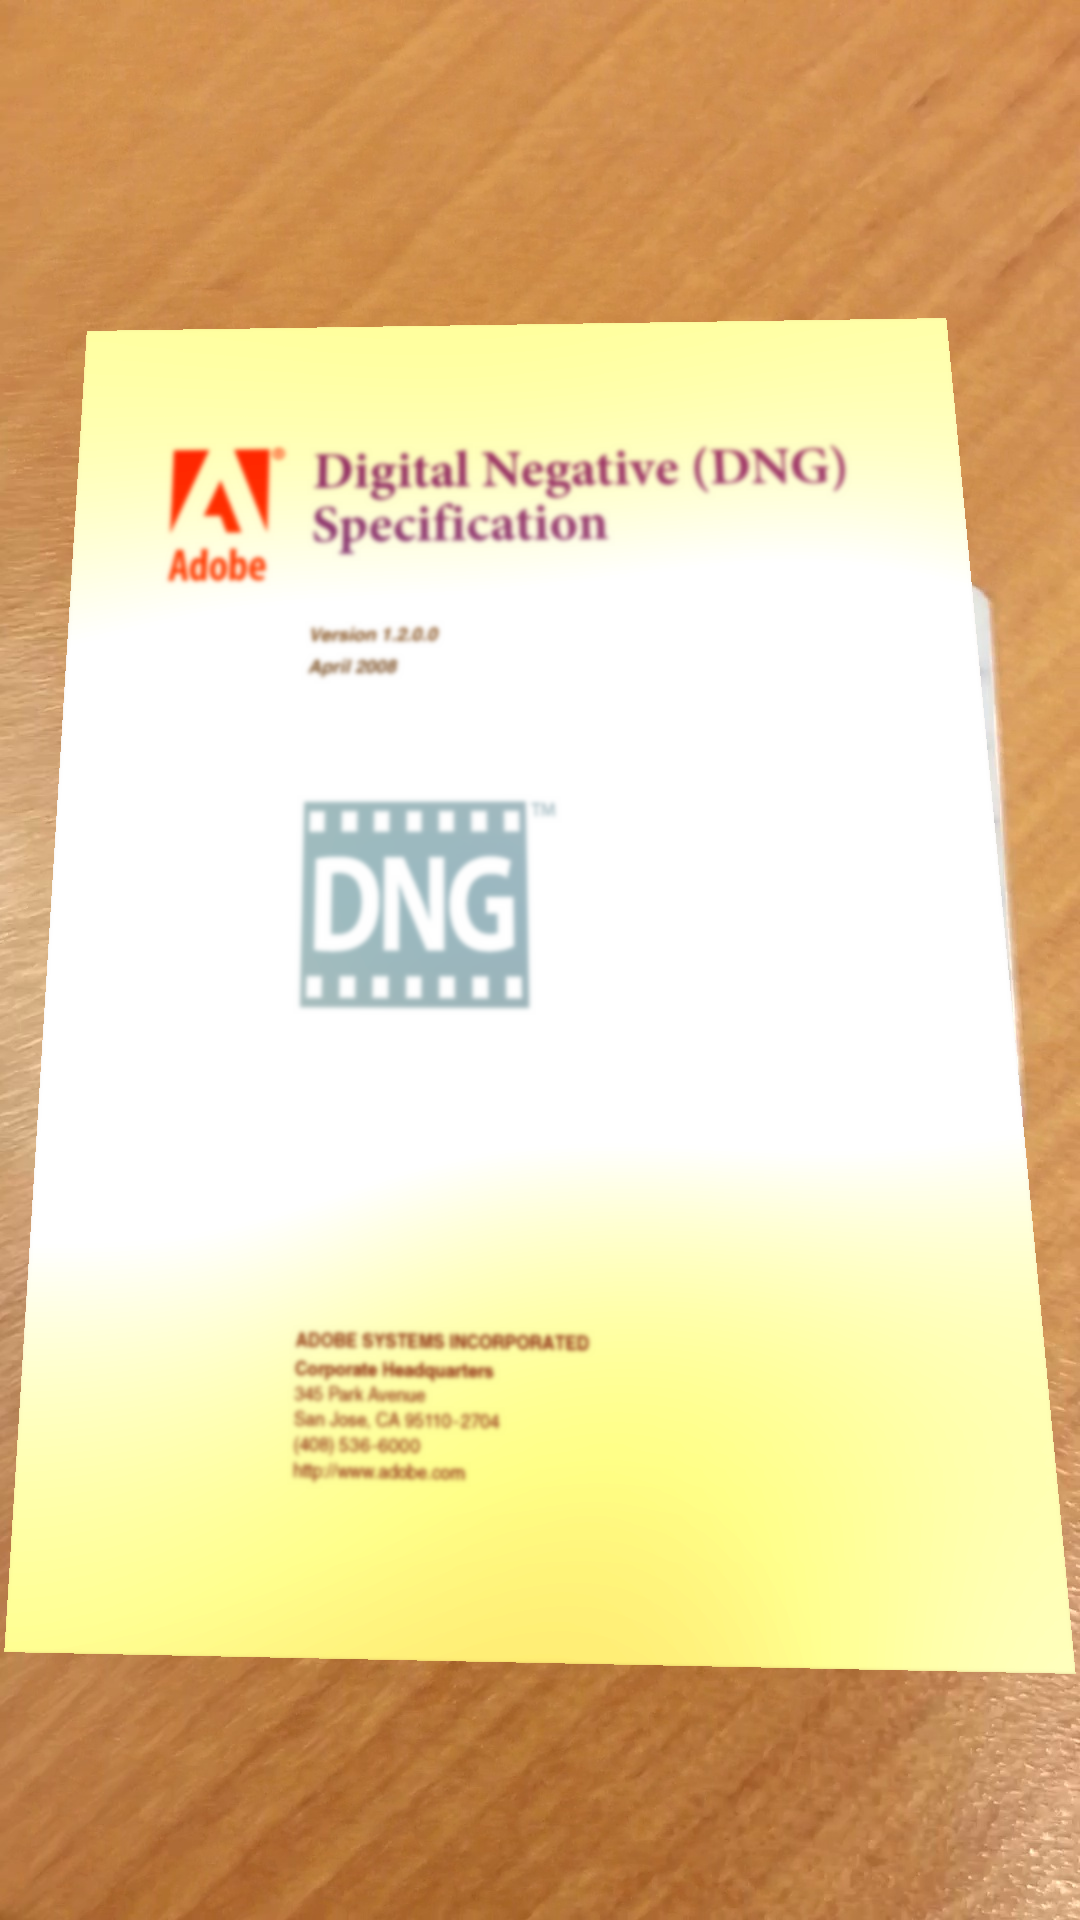 Adobe®
Digital Negative (DNG)
Specification
Version 1.2.0.0
April 2008
DNG™
ADOBE SYSTEMS INCORPORATED
Corporate Headquarters
345 Park Avenue
San Jose, CA 95110-2704
(408) 536-6000
http://www.adobe.com